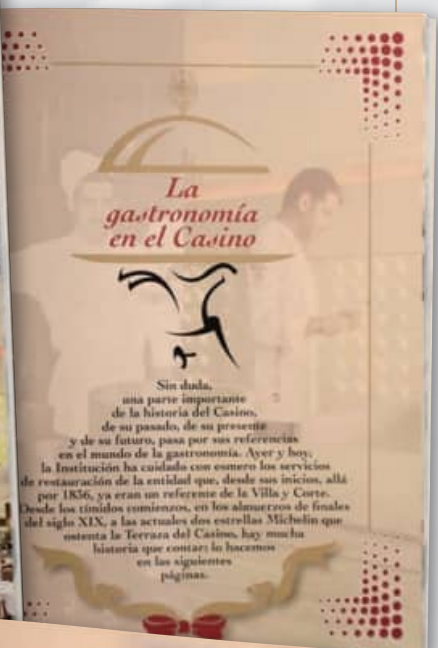 La
gastronomía
en el Casino
Sin duda,
una parte importante
de la historia del Casino,
de su pasado, de su presente
y de su futuro, pasa por sus referencias
en el mundo de la gastronomía. Ayer y hoy,
la Institución ha cuidado con esmero los servicios
de restauración de la entidad que, desde sus inicios, allá
por 1836, ya eran un referente de la Villa y Corte.
Desde los tímidos comienzos, en los almuerzos de finales
del siglo XIX, a las actuales dos estrellas Michelin que
ostenta la Terraza del Casino, hay mucha
historia que contar; lo hacemos
en las siguientes
páginas.